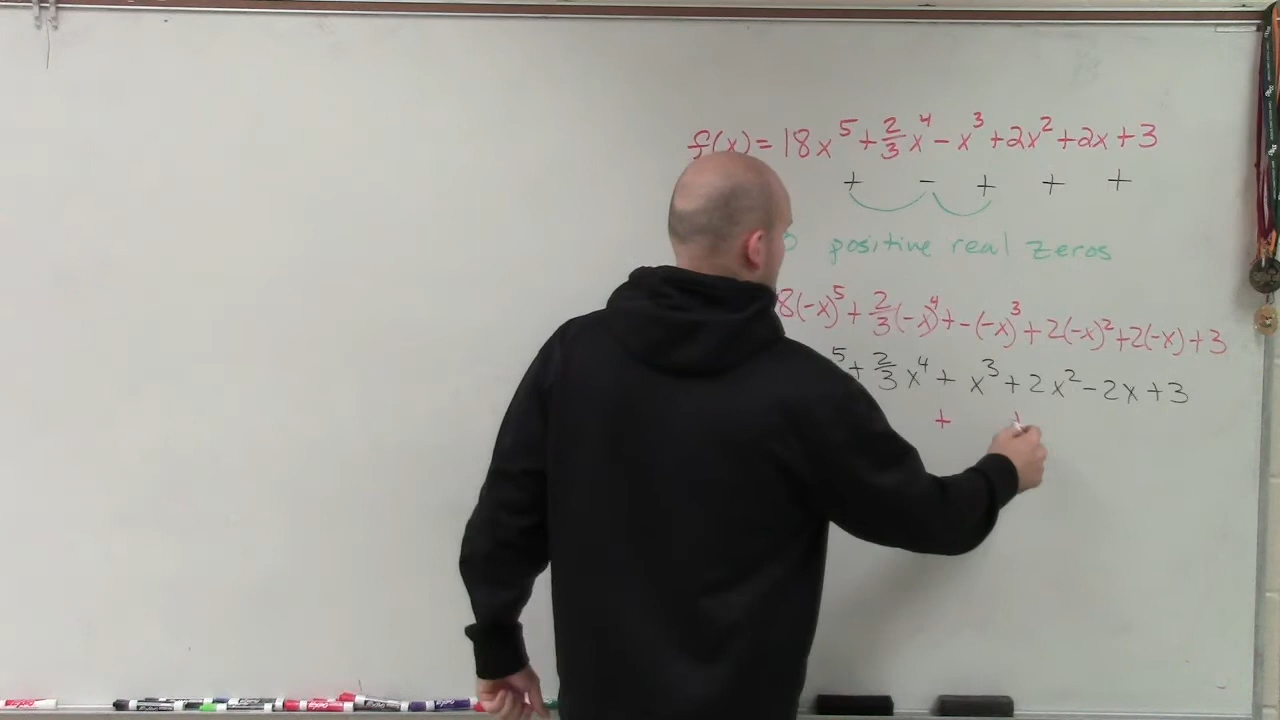 f(x) = 18x⁵ + 2/3 x⁴ - x³ + 2x² + 2x + 3
+ - + + +
positive real zeros
8(-x)⁵ + 2/3 (-x)⁴ + -(-x)³ + 2(-x)² + 2(-x) + 3
⁵ + 2/3 x⁴ + x³ + 2x² - 2x + 3
+ +